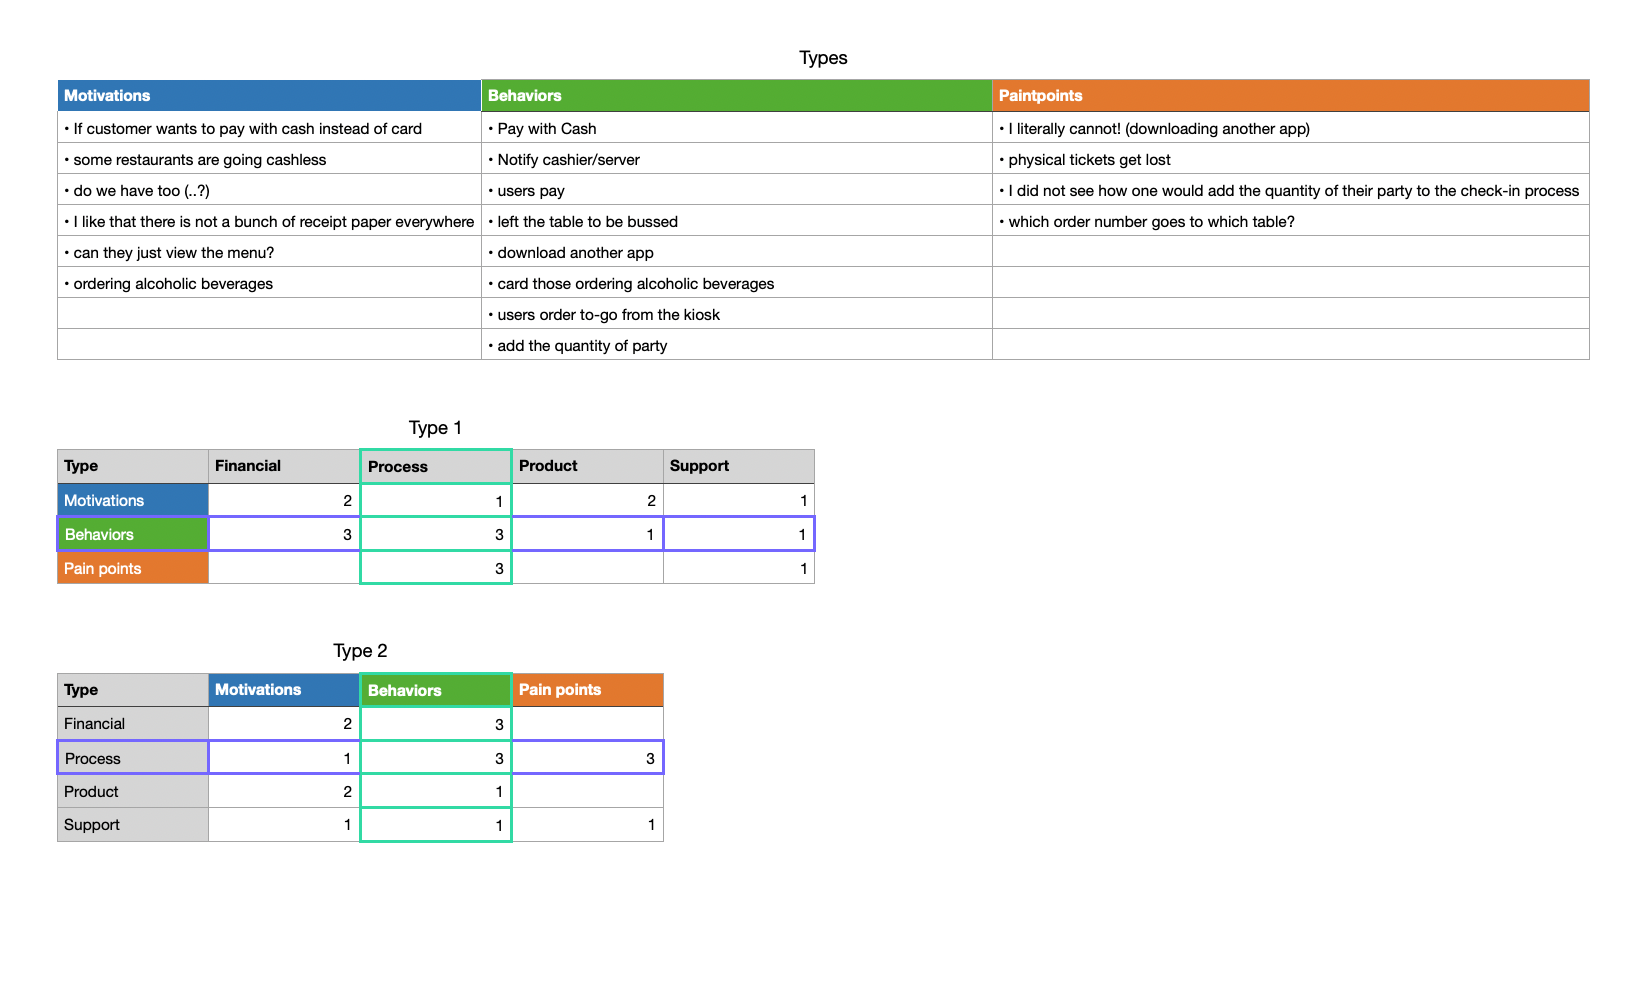 Types
Motivations Behaviors Paintpoints
• If customer wants to pay with cash instead of card • Pay with Cash • I literally cannot! (downloading another app)
• some restaurants are going cashless • Notify cashier/server • physical tickets get lost
• do we have too (..?) • users pay • I did not see how one would add the quantity of their party to the check-in process
• I like that there is not a bunch of receipt paper everywhere • left the table to be bussed • which order number goes to which table?
• can they just view the menu? • download another app
• ordering alcoholic beverages • card those ordering alcoholic beverages
• users order to-go from the kiosk
• add the quantity of party
Type 1
Type Financial Process Product Support
Motivations 2 1 2 1
Behaviors 3 3 1 1
Pain points 3 1
Type 2
Type Motivations Behaviors Pain points
Financial 2 3
Process 1 3 3
Product 2 1
Support 1 1 1